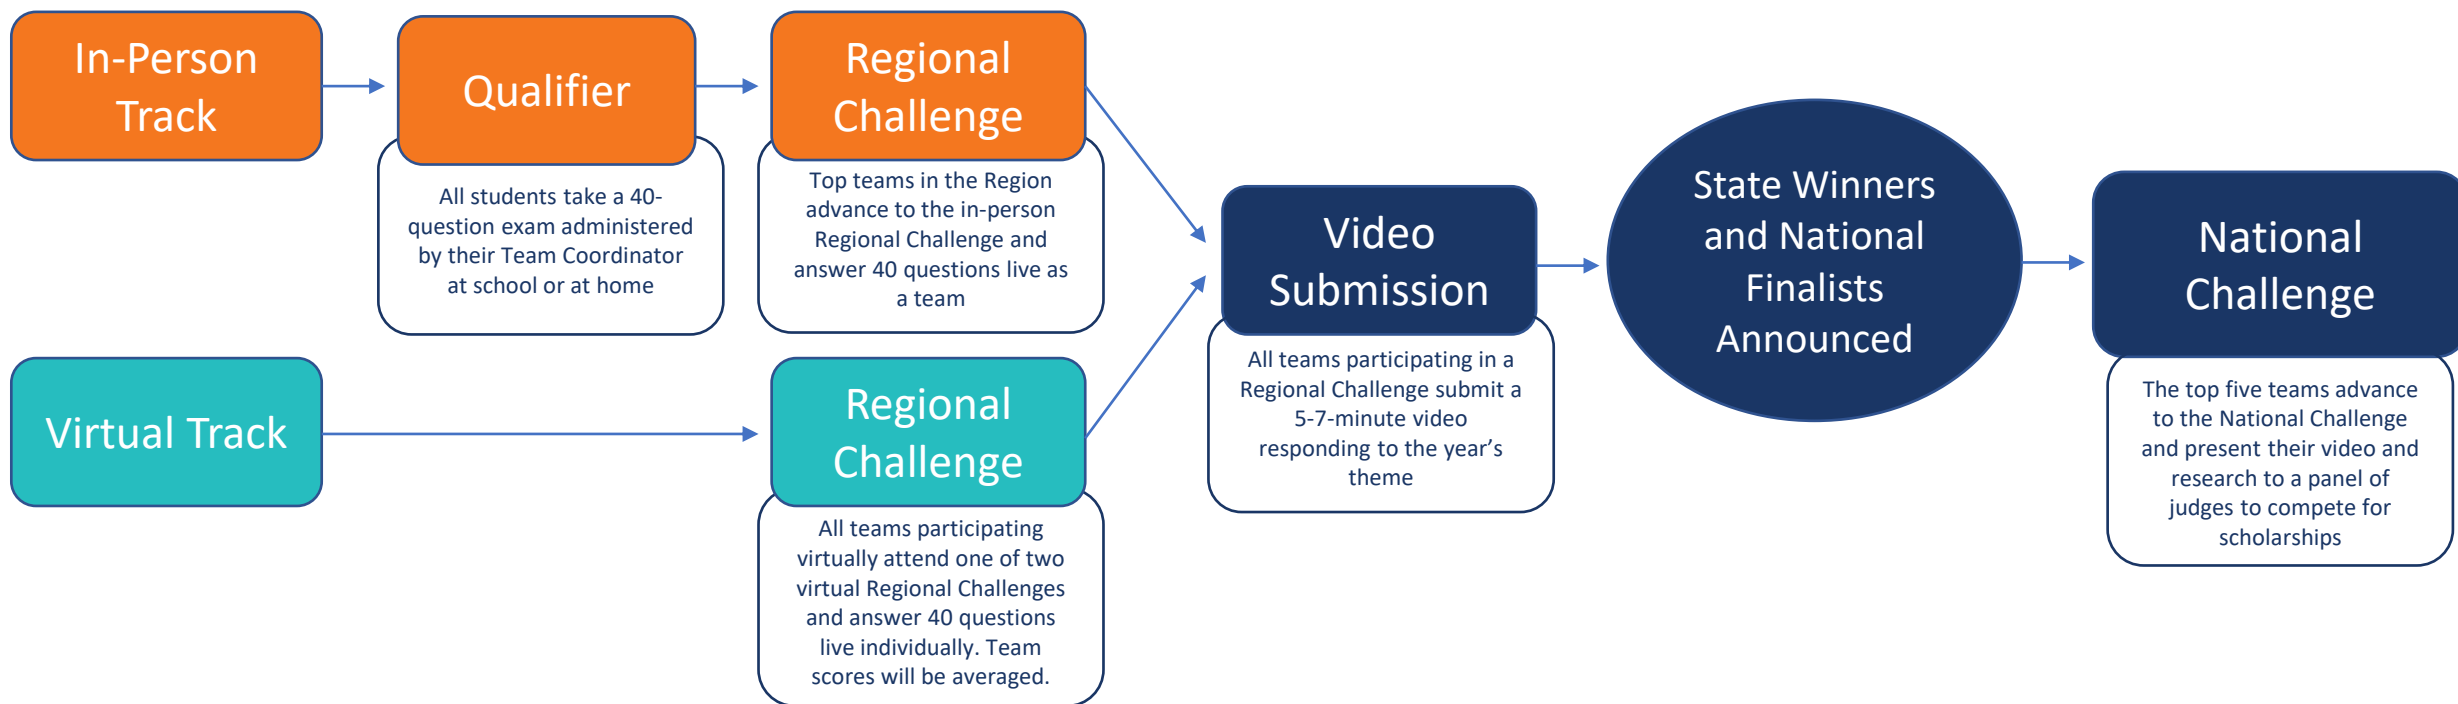 In-Person
Track
Qualifier
All students take a 40-
question exam administered
by their Team Coordinator
at school or at home
Regional
Challenge
Top teams in the Region
advance to the in-person
Regional Challenge and
answer 40 questions live as
a team
Virtual Track
Regional
Challenge
All teams participating
virtually attend one of two
virtual Regional Challenges
and answer 40 questions
live individually. Team
scores will be averaged.
Video
Submission
All teams participating in a
Regional Challenge submit a
5-7-minute video
responding to the year’s
theme
State Winners
and National
Finalists
Announced
National
Challenge
The top five teams advance
to the National Challenge
and present their video and
research to a panel of
judges to compete for
scholarships